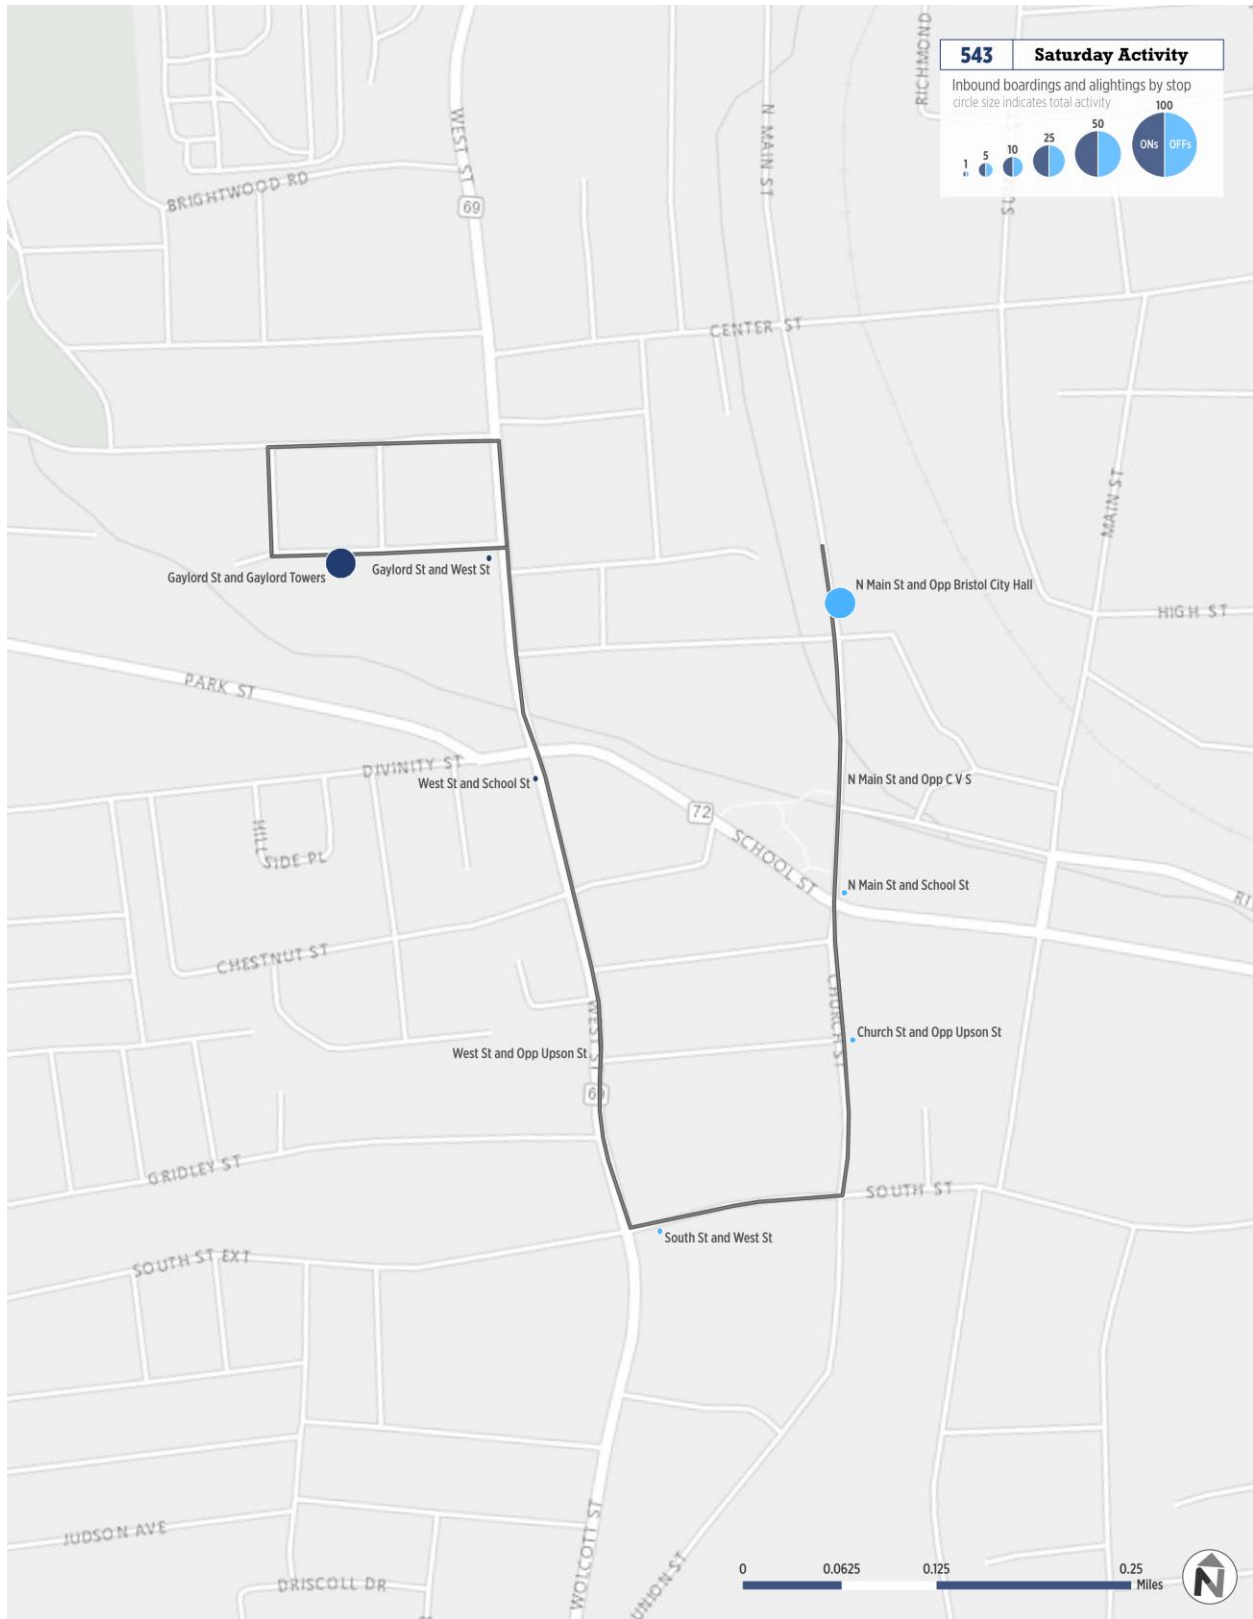 543 Saturday Activity
Inbound boardings and alightings by stop
circle size indicates total activity
1 5 10 25 50 100
ONs OFFs
RICHMOND
WEST ST
N MAIN ST
69
BRIGHTWOOD RD
CENTER ST
MAIN ST
Gaylord St and Gaylord Towers
Gaylord St and West St
N Main St and Opp Bristol City Hall
HIGH ST
PARK ST
DIVINITY ST
West St and School St
N Main St and Opp C V S
72
SCHOOL ST
HILL
SIDE PL
N Main St and School St
CHESTNUT ST
CHURCH ST
WEST ST
Church St and Opp Upson St
West St and Opp Upson St
69
GRIDLEY ST
SOUTH ST
South St and West St
SOUTH ST EXT
JUDSON AVE
WOLCOTT ST
UNION ST
DRISCOLL DR
0 0.0625 0.125 0.25
Miles
N